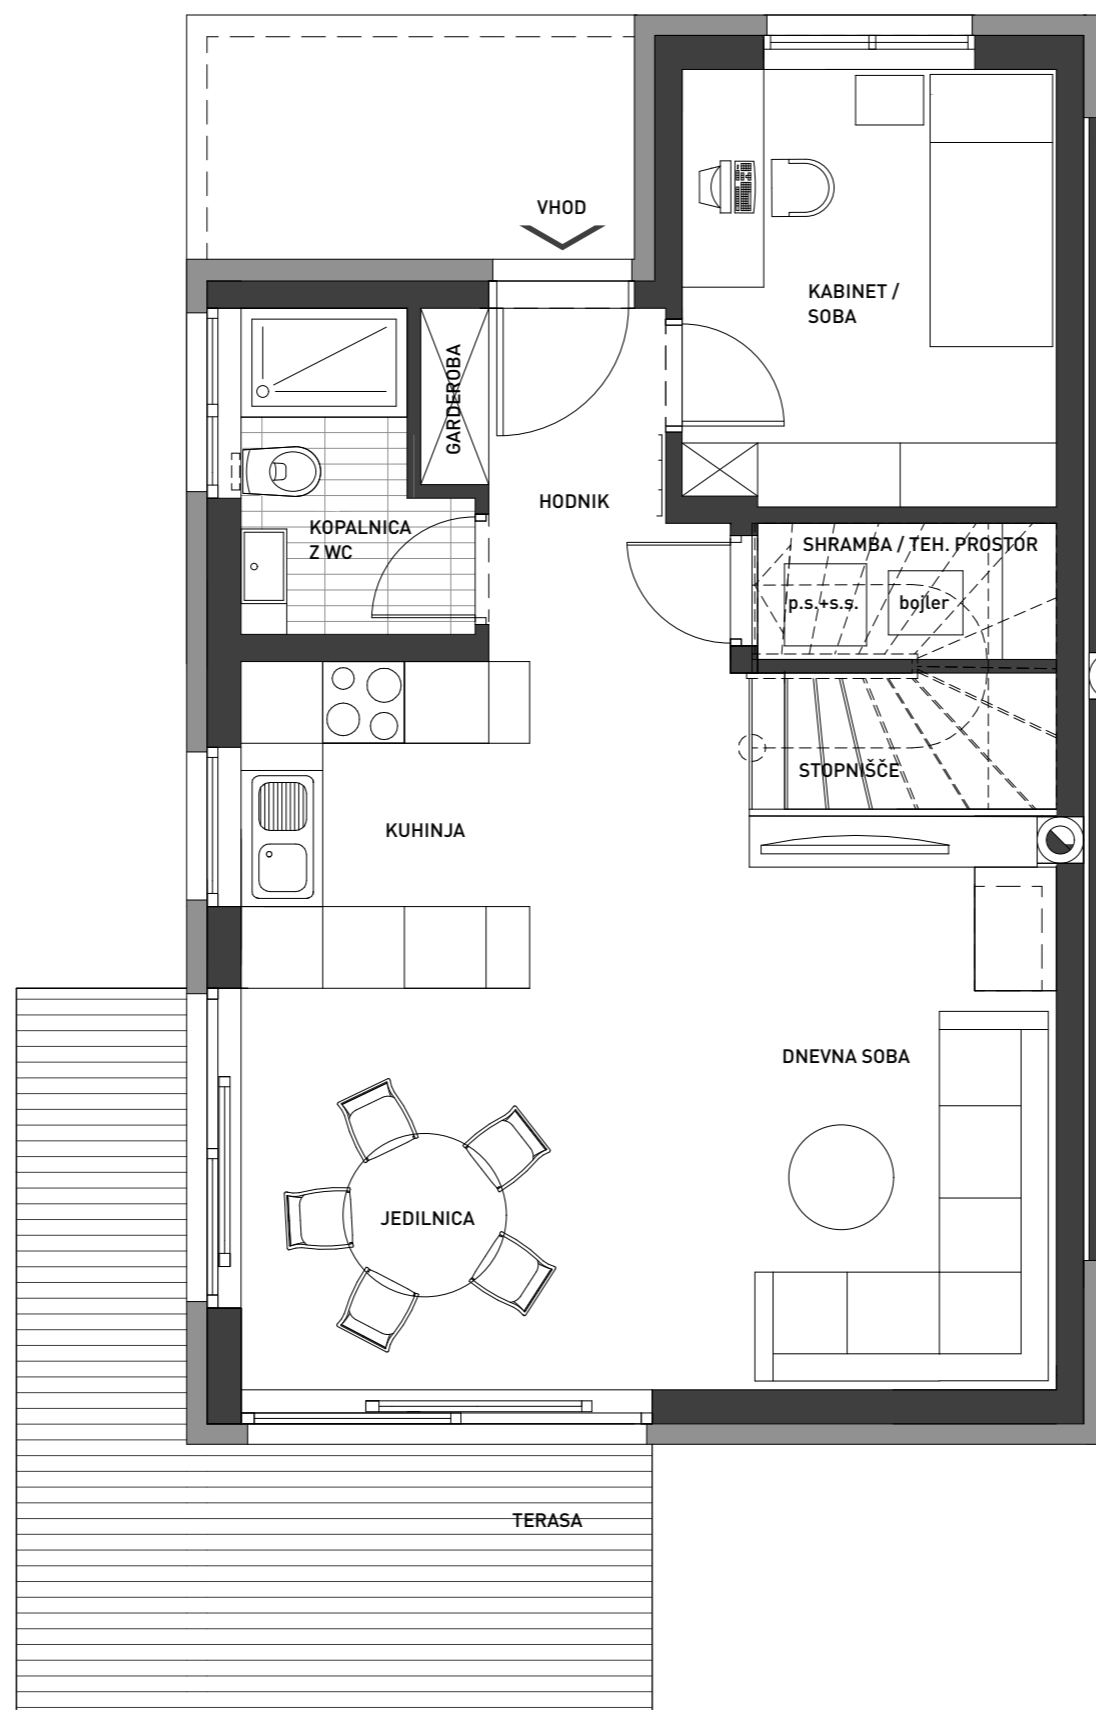 VHOD
KABINET /
SOBA
GARDEROBA
HODNIK
KOPALNICA
Z WC
SHRAMBA / TEH. PROSTOR
p.s.+s.s.
bojler
STOPNIŠČE
KUHINJA
DNEVNA SOBA
JEDILNICA
TERASA